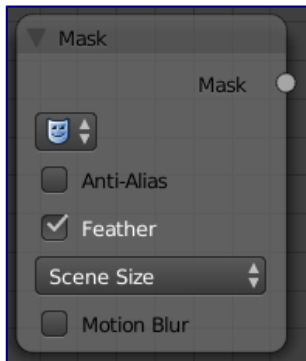 Mask
Mask
Anti-Alias
Feather
Scene Size
Motion Blur